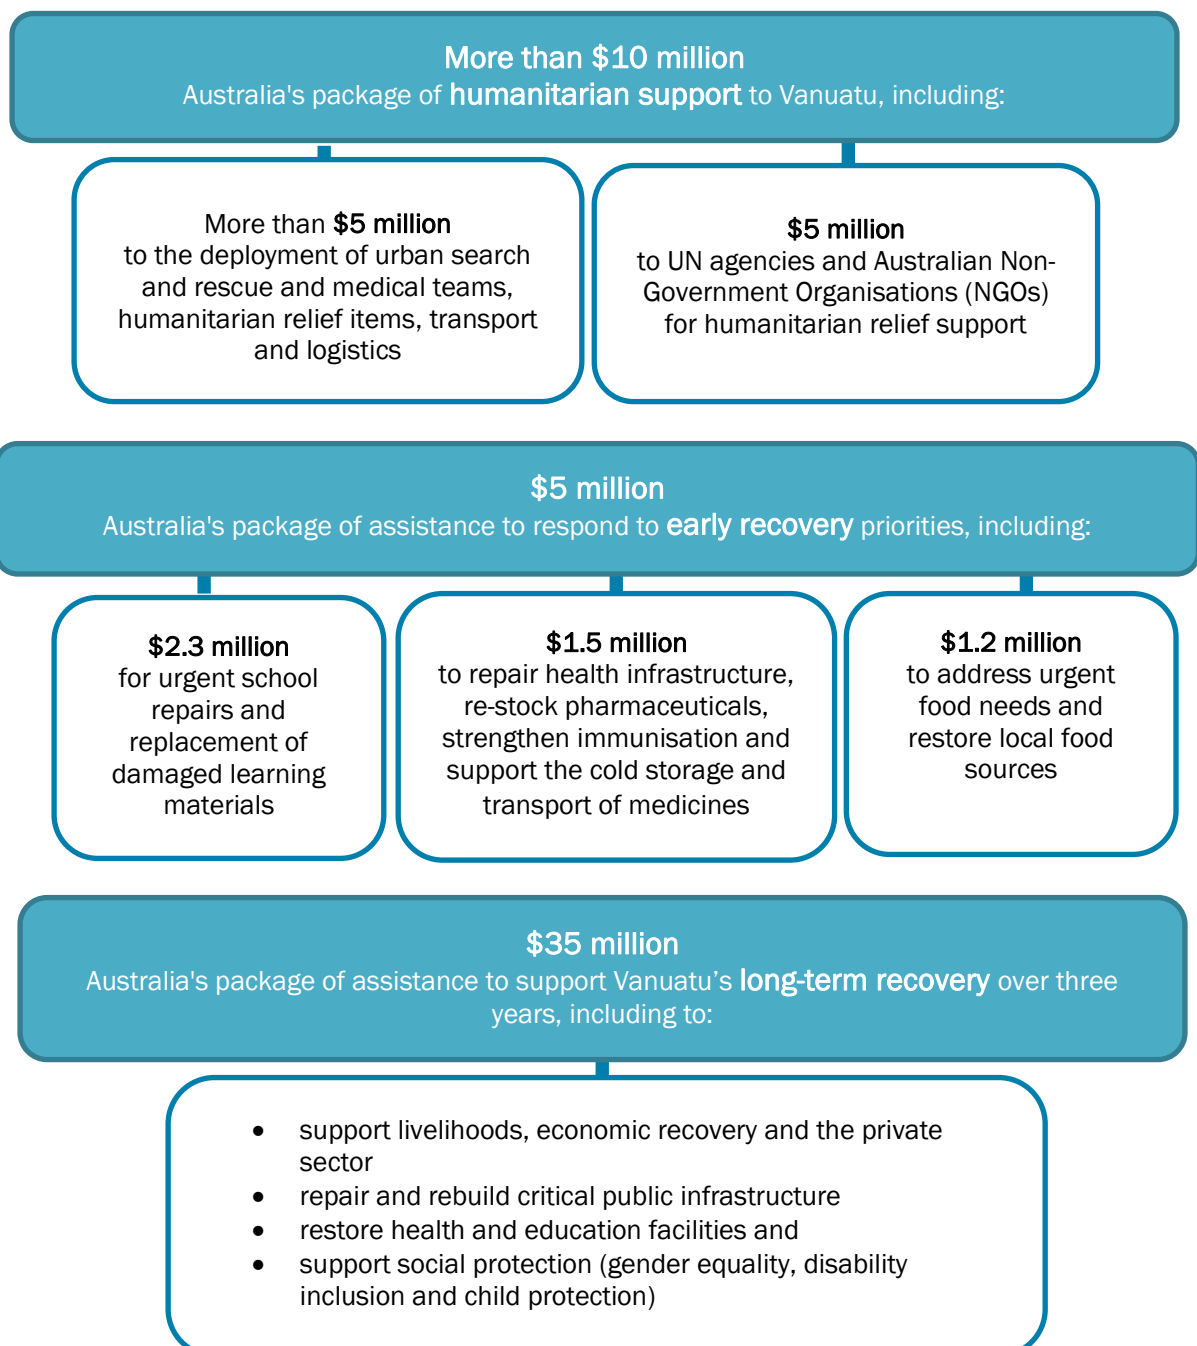 More than $10 million
Australia's package of humanitarian support to Vanuatu, including:
More than $5 million
to the deployment of urban search
and rescue and medical teams,
humanitarian relief items, transport
and logistics
$5 million
to UN agencies and Australian Non-
Government Organisations (NGOs)
for humanitarian relief support
$5 million
Australia's package of assistance to respond to early recovery priorities, including:
$2.3 million
for urgent school
repairs and
replacement of
damaged learning
materials
$1.5 million
to repair health infrastructure,
re-stock pharmaceuticals,
strengthen immunisation and
support the cold storage and
transport of medicines
$1.2 million
to address urgent
food needs and
restore local food
sources
$35 million
Australia's package of assistance to support Vanuatu’s long-term recovery over three
years, including to:
• support livelihoods, economic recovery and the private
sector
• repair and rebuild critical public infrastructure
• restore health and education facilities and
• support social protection (gender equality, disability
inclusion and child protection)